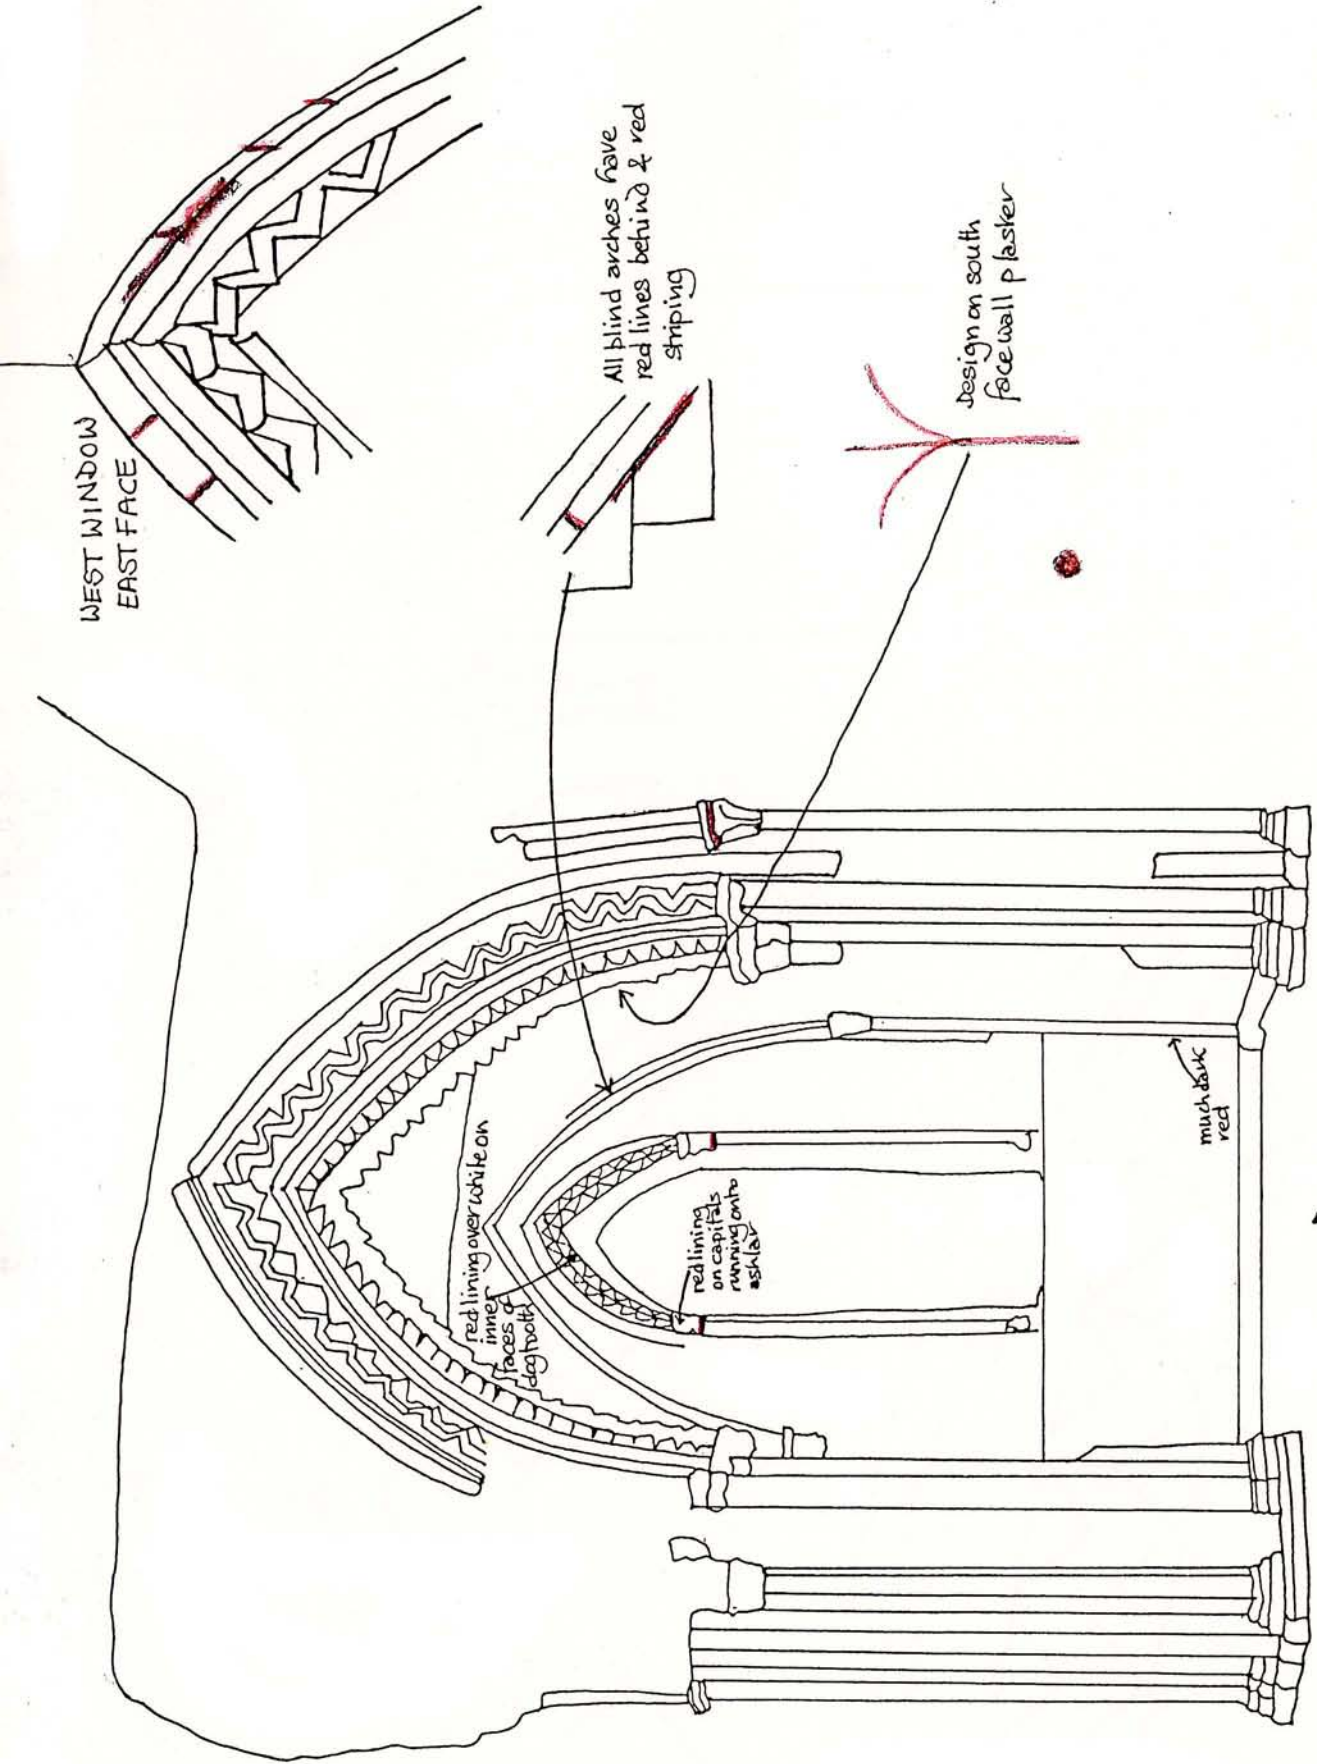 WEST WINDOW
EAST FACE
All blind arches have
red lines behind & red
striping
Design on south
face wall plaster
red lining over white on
inner
faces of
dogtooth
red lining
on capitals
running onto
ashlar
much dark
red